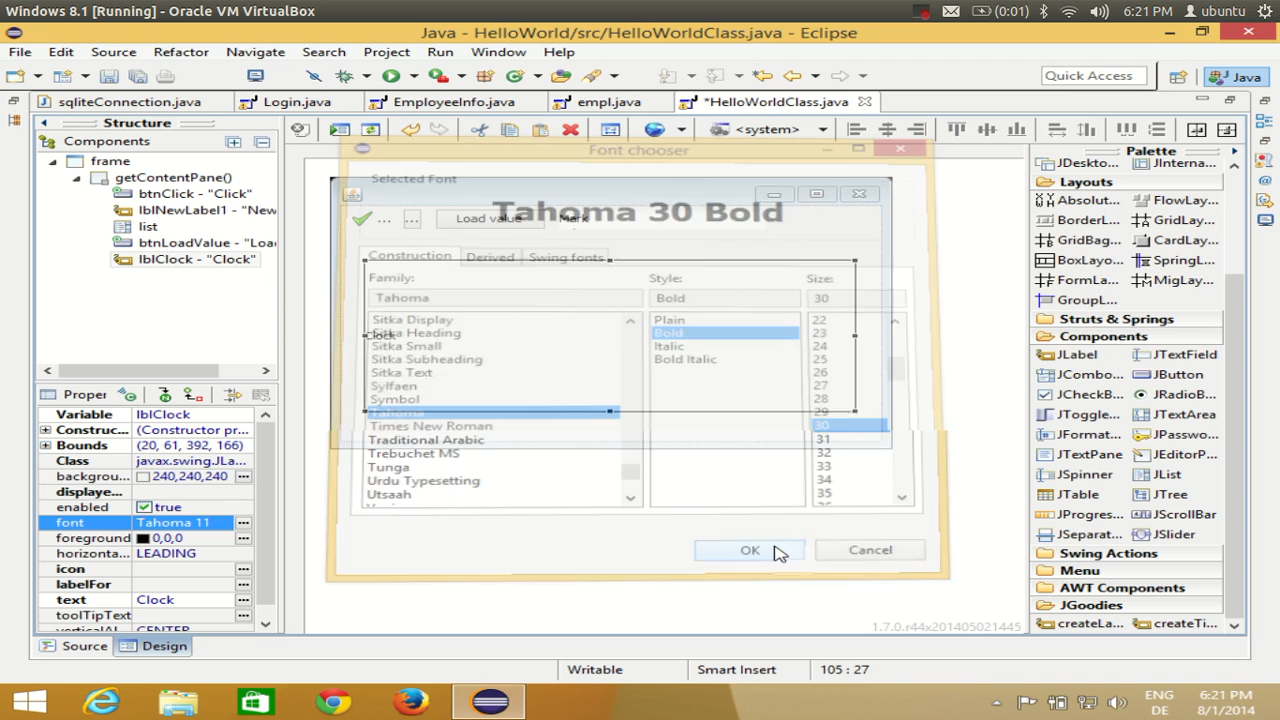 Windows 8.1 [Running] - Oracle VM VirtualBox
(0:01)
6:21 PM
ubuntu
Java - HelloWorld/src/HelloWorldClass.java - Eclipse
File Edit Source Refactor Navigate Search Project Run Window Help
Quick Access
Java
sqliteConnection.java
Login.java
EmployeeInfo.java
empl.java
*HelloWorldClass.java
Structure
Components
frame
getContentPane()
btnClick - "Click"
lblNewLabel1 - "New
list
btnLoadValue - "Loa
lblClock - "Clock"
<system>
Font chooser
Selected Font
Tahoma 30 Bold
... ...
Load value
Mark
Construction Derived Swing fonts
Family: Style: Size:
Tahoma Bold 30
Sitka Display Plain 22
Sitka Heading Bold 23
Clock
Sitka Small Italic 24
Sitka Subheading Bold Italic 25
Sitka Text 26
Sylfaen 27
Symbol 28
Tahoma 29
Times New Roman 30
Traditional Arabic 31
Trebuchet MS 32
Tunga 33
Urdu Typesetting 34
Utsaah 35
OK
Cancel
Proper
Variable lblClock
Construc... (Constructor pr...
Bounds (20, 61, 392, 166)
Class javax.swing.JLa...
backgrou... 240,240,240
displaye...
enabled true
font Tahoma 11
foreground 0,0,0
horizonta... LEADING
icon
labelFor
text Clock
toolTipText
verticalAl CENTER
Source Design
1.7.0.r44x201405021445
Palette
JDeskto... JInterna...
Layouts
Absolut... FlowLay...
BorderL... GridLay...
GridBag... CardLay...
BoxLayo... SpringL...
FormLa... MigLay...
GroupL...
Struts & Springs
Components
JLabel JTextField
JCombo... JButton
JCheckB... JRadioB...
JToggle... JTextArea
JFormat... JPasswo...
JTextPane JEditorP...
JSpinner JList
JTable JTree
JProgres... JScrollBar
JSeparat... JSlider
Swing Actions
Menu
AWT Components
JGoodies
createLa... createTi...
Writable
Smart Insert
105 : 27
ENG
DE
6:21 PM
8/1/2014